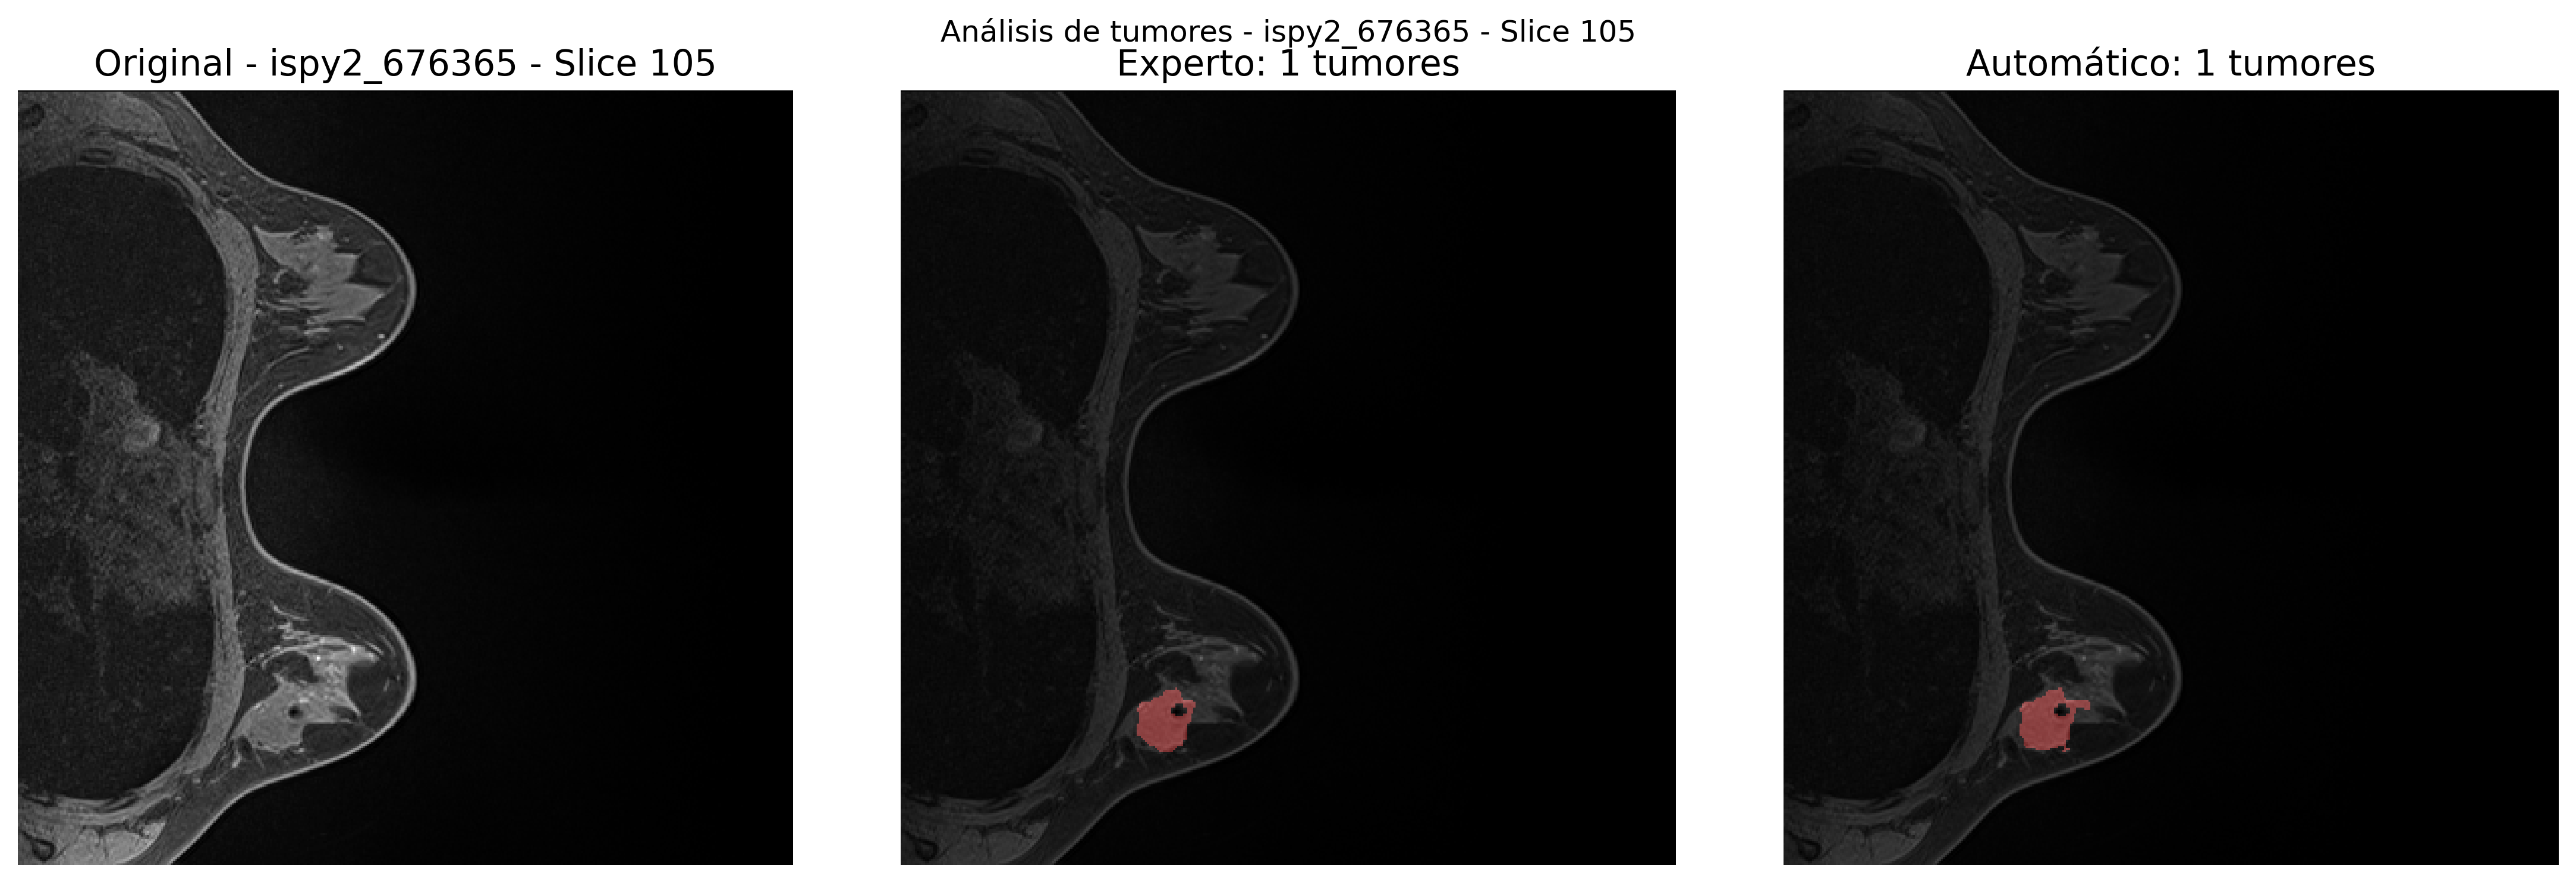 Análisis de tumores - ispy2_676365 - Slice 105
Original - ispy2_676365 - Slice 105
Experto: 1 tumores
Automático: 1 tumores